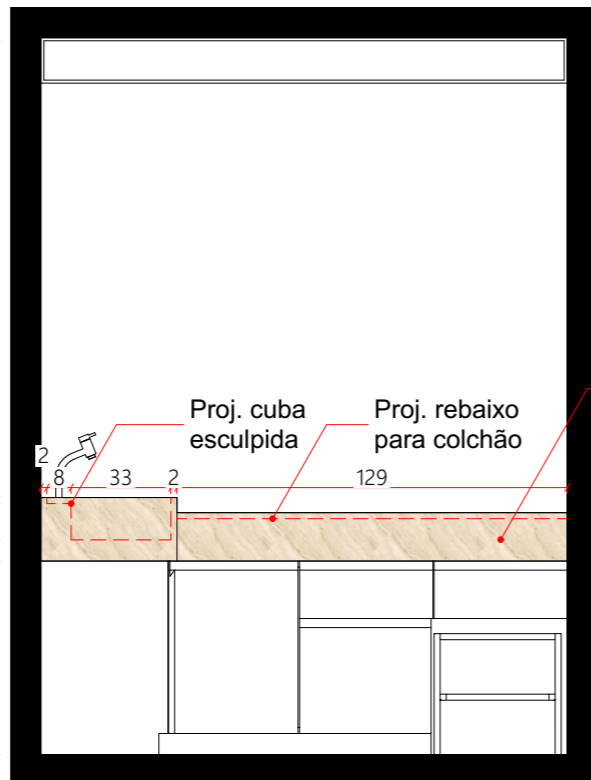 Proj. cuba
esculpida
Proj. rebaixo
para colchão
2
8
33
2
129